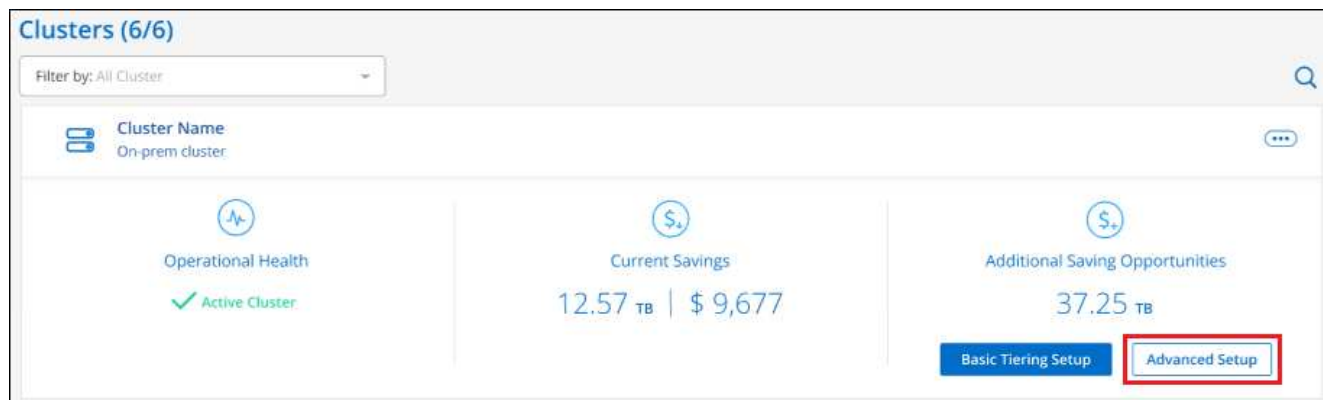 Clusters (6/6)
Filter by: All Cluster
Cluster Name
On-prem cluster
Operational Health
Active Cluster
Current Savings
12.57 TB | $ 9,677
Additional Saving Opportunities
37.25 TB
Basic Tiering Setup
Advanced Setup